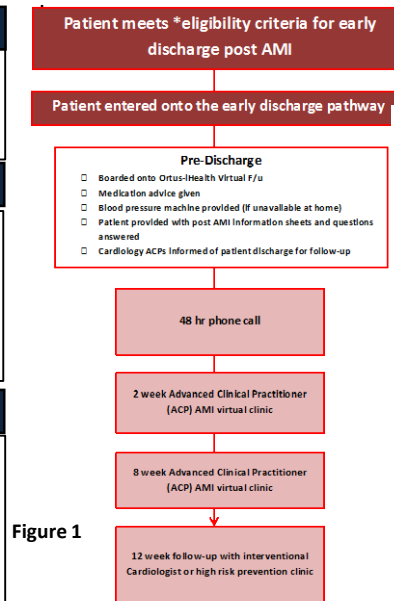 Patient meets *eligibility criteria for early
discharge post AMI
Patient entered onto the early discharge pathway
Pre-Discharge
Boarded onto Ortus-iHealth Virtual F/u
Medication advice given
Blood pressure machine provided (if unavailable at home)
Patient provided with post AMI information sheets and questions
answered
Cardiology ACPs informed of patient discharge for follow-up
48 hr phone call
2 week Advanced Clinical Practitioner
(ACP) AMI virtual clinic
8 week Advanced Clinical Practitioner
(ACP) AMI virtual clinic
Figure 1
12 week follow-up with interventional
Cardiologist or high risk prevention clinic